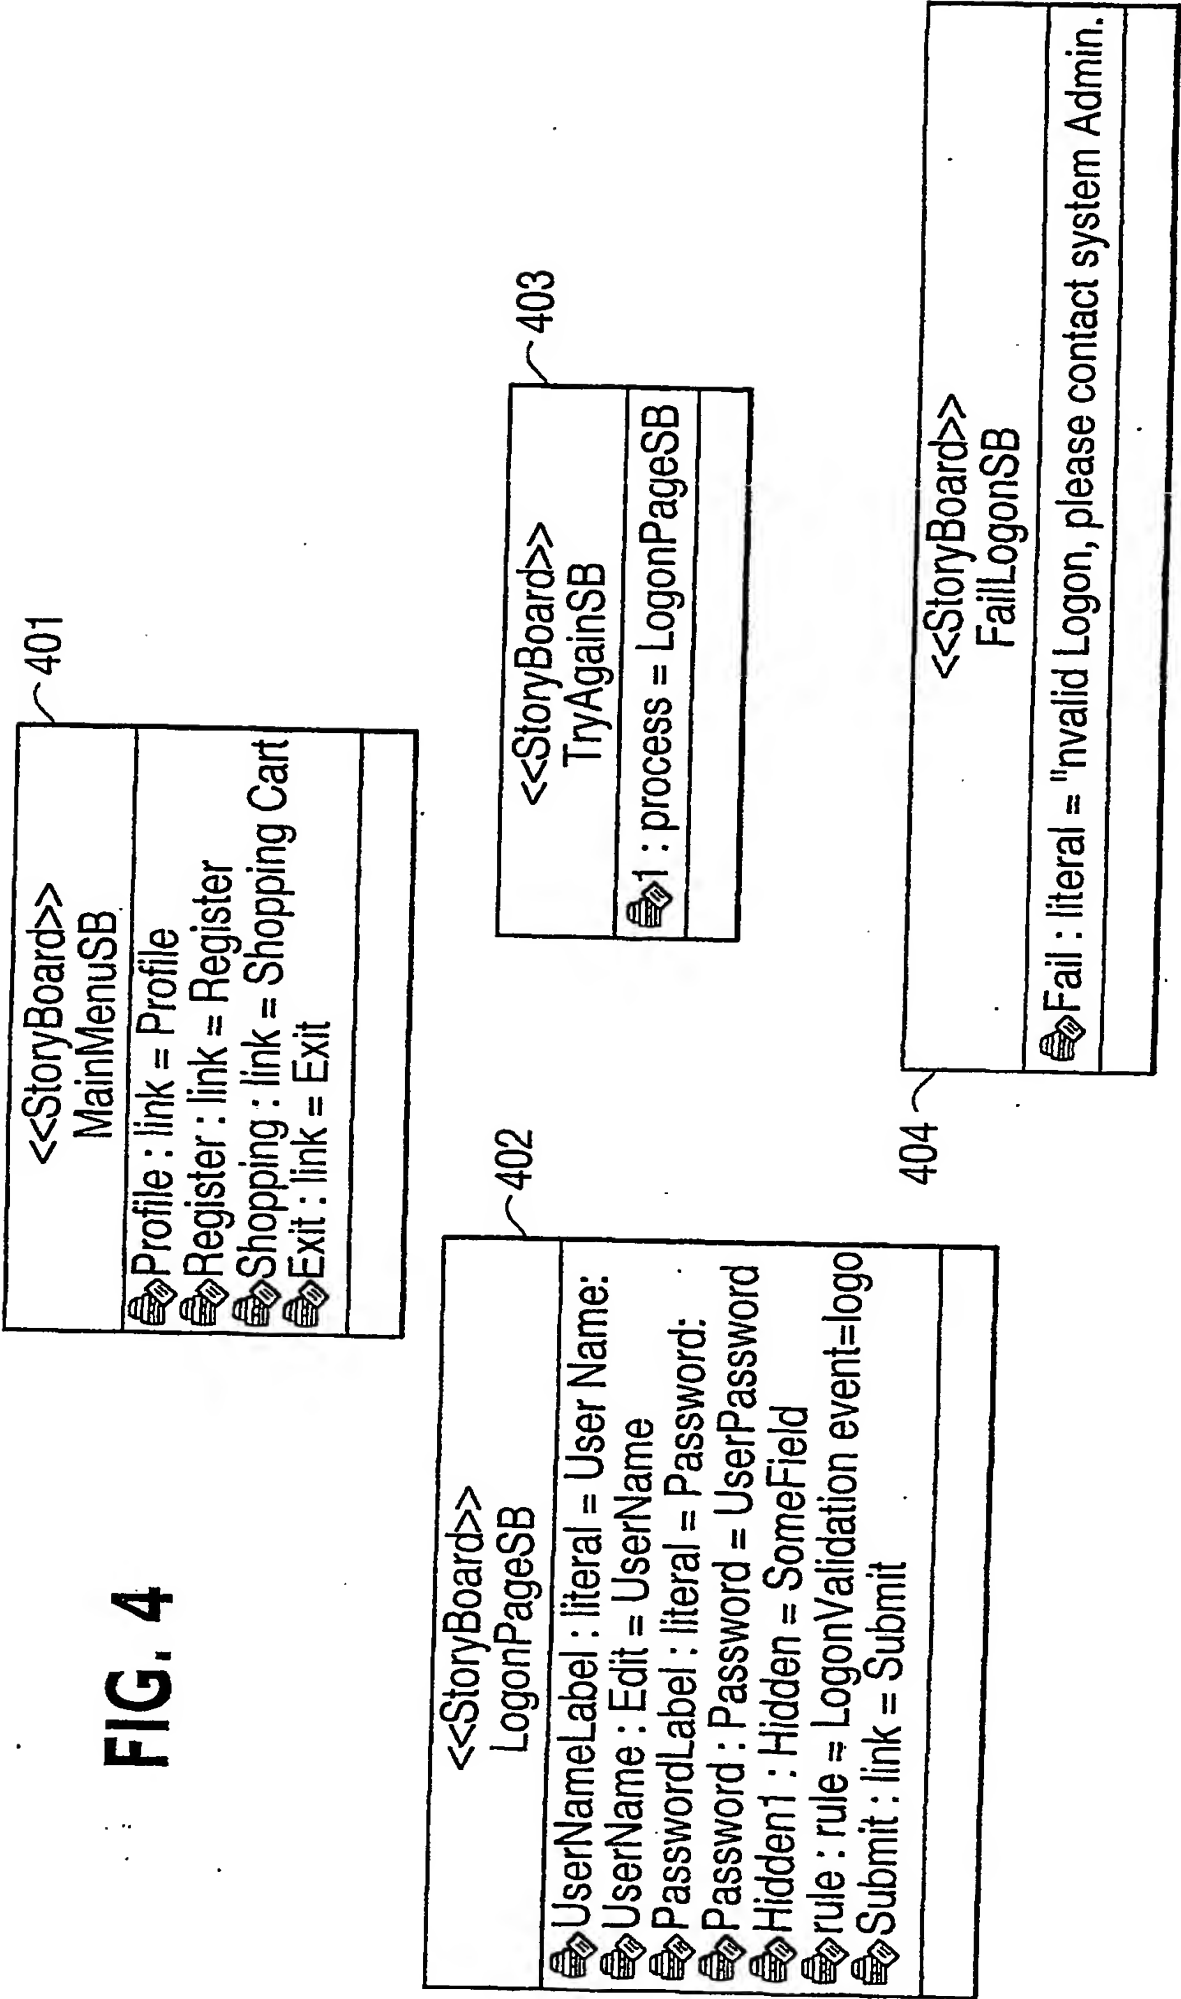 FIG. 4
<<StoryBoard>>
MainMenuSB
Profile : link = Profile
Register : link = Register
Shopping : link = Shopping Cart
Exit : link = Exit
401
<<StoryBoard>>
LogonPageSB
UserNameLabel : literal = User Name:
UserName : Edit = UserName
PasswordLabel : literal = Password:
Password : Password = UserPassword
Hidden1 : Hidden = SomeField
rule : rule = LogonValidation event=logo
Submit : link = Submit
402
<<StoryBoard>>
TryAgainSB
1 : process = LogonPageSB
403
<<StoryBoard>>
FailLogonSB
Fail : literal = "nvalid Logon, please contact system Admin.
404